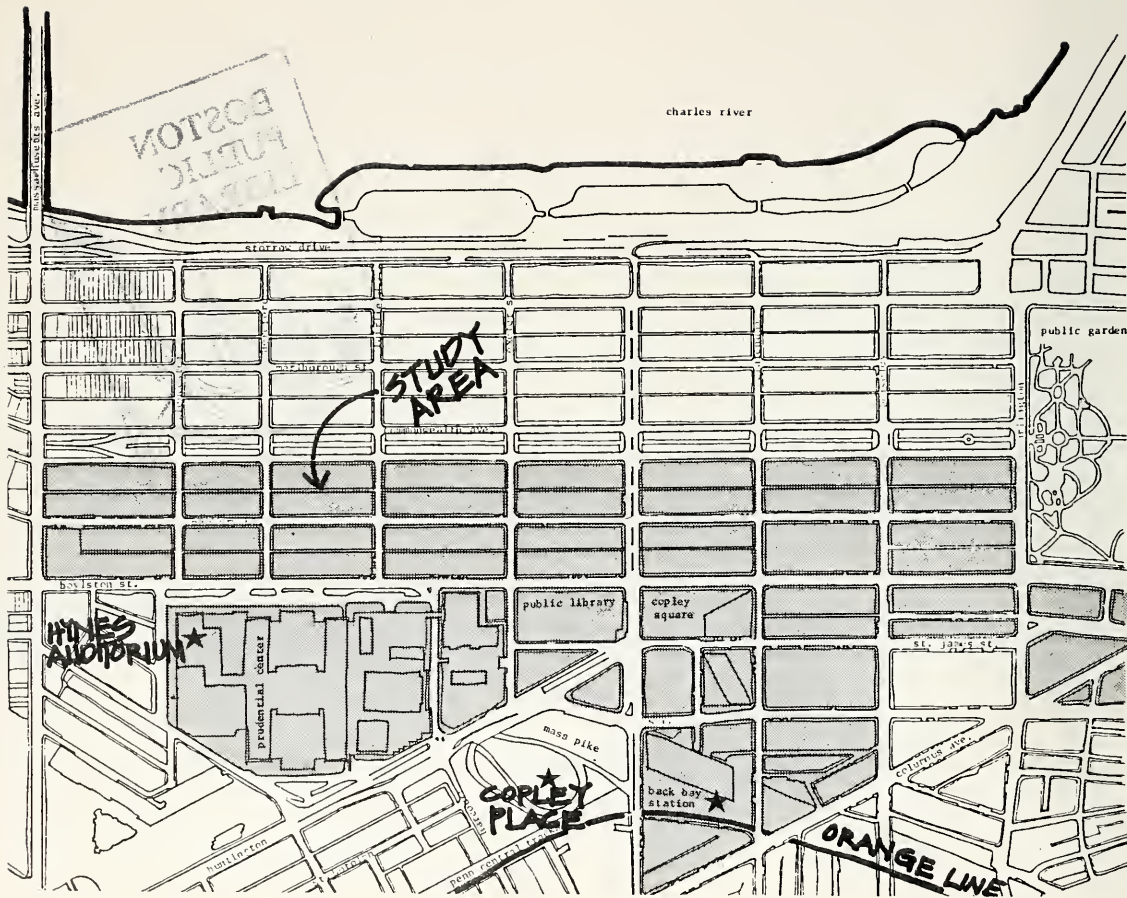 massachusetts ave.
BOSTON
PUBLIC
LIBRARY
charles river
storrow drive
public garden
marlborough st
STUDY
AREA
commonwealth ave.
arlington
boylston st.
public library
copley
square
HYNES
AUDITORIUM
prudential center
st. james st.
mass pike
columbus ave.
COPLEY
PLACE
back bay
station
huntington
penn central tracks
ORANGE LINE